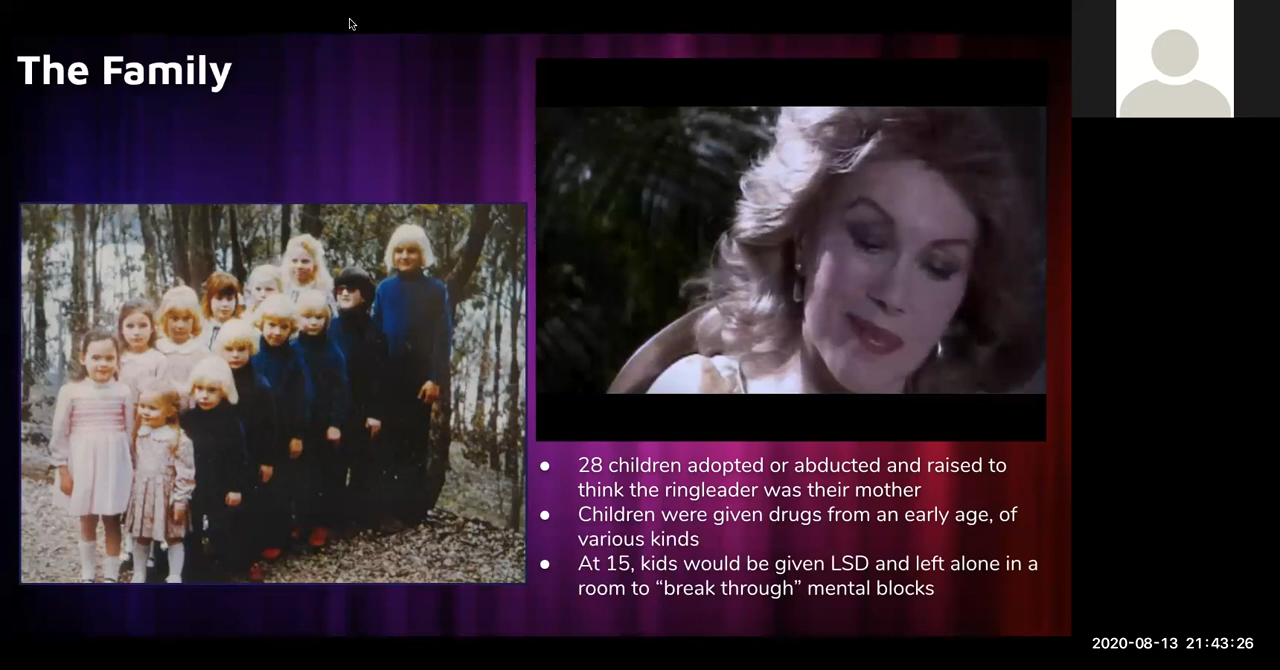 The Family
● 28 children adopted or abducted and raised to
think the ringleader was their mother
● Children were given drugs from an early age, of
various kinds
● At 15, kids would be given LSD and left alone in a
room to “break through” mental blocks
2020-08-13 21:43:26